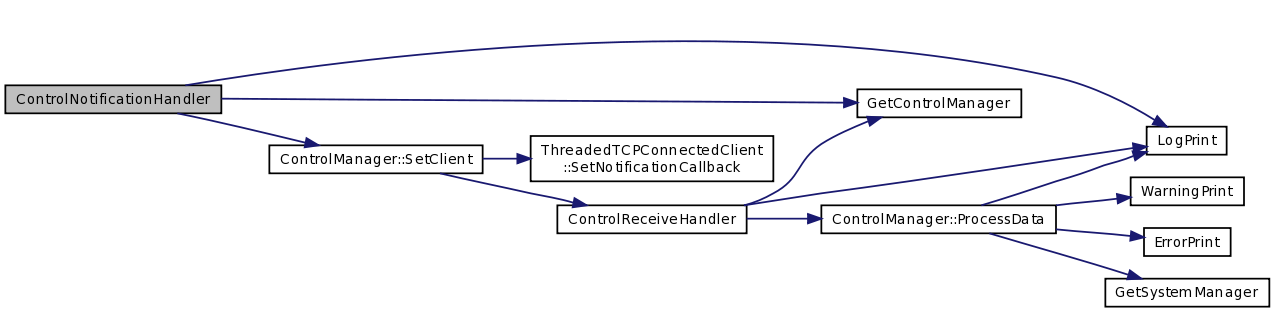 ControlNotificationHandler
GetControlManager
LogPrint
ControlManager::SetClient
ThreadedTCPConnectedClient
::SetNotificationCallback
WarningPrint
ControlReceiveHandler
ControlManager::ProcessData
ErrorPrint
GetSystemManager